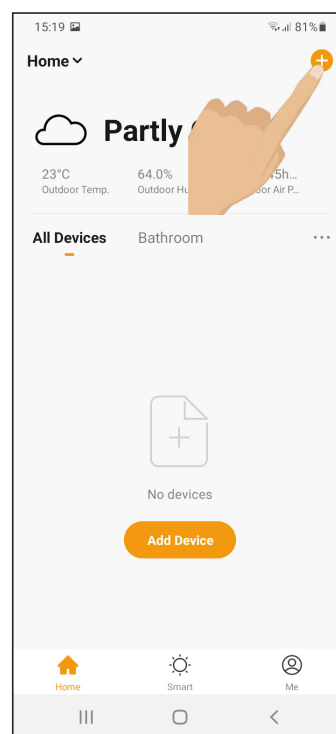 15:19 81%
Home
Partly
23°C 64.0%
Outdoor Temp. Outdoor Hu
All Devices Bathroom
No devices
Add Device
Home Smart Me